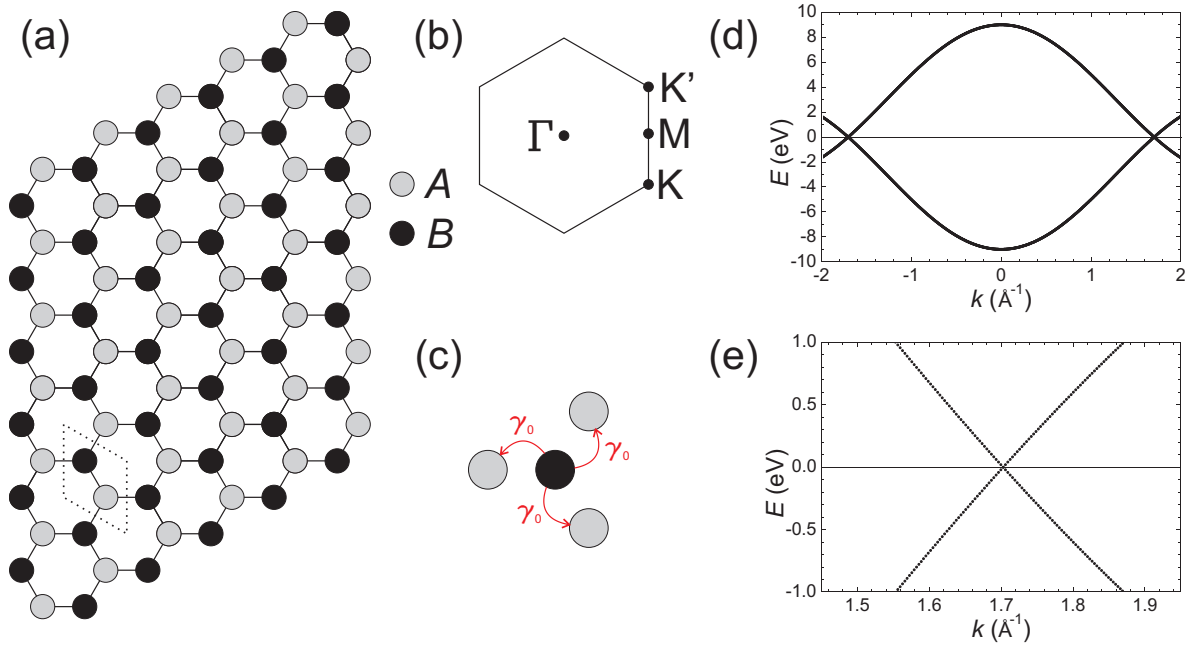 (a)
A
B
(b)
Γ
K'
M
K
(c)
γ₀
γ₀
γ₀
(d)
E (eV)
10
8
6
4
2
0
-2
-4
-6
-8
-10
-2
-1
0
1
2
k (Å⁻¹)
(e)
E (eV)
1.0
0.5
0.0
-0.5
-1.0
1.5
1.6
1.7
1.8
1.9
k (Å⁻¹)